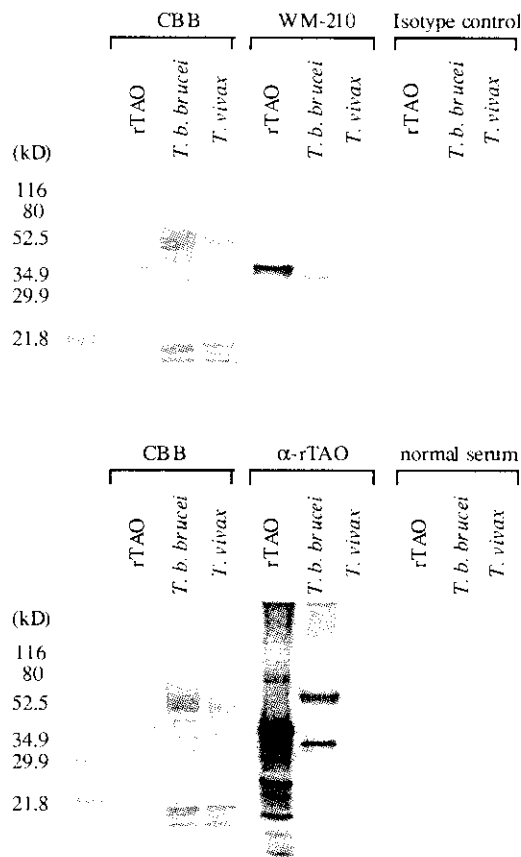 CBB WM-210 Isotype control
rTAO T. b. brucei T. vivax rTAO T. b. brucei T. vivax rTAO T. b. brucei T. vivax
(kD)
116
80
52.5
34.9
29.9
21.8
CBB α-rTAO normal serum
rTAO T. b. brucei T. vivax rTAO T. b. brucei T. vivax rTAO T. b. brucei T. vivax
(kD)
116
80
52.5
34.9
29.9
21.8